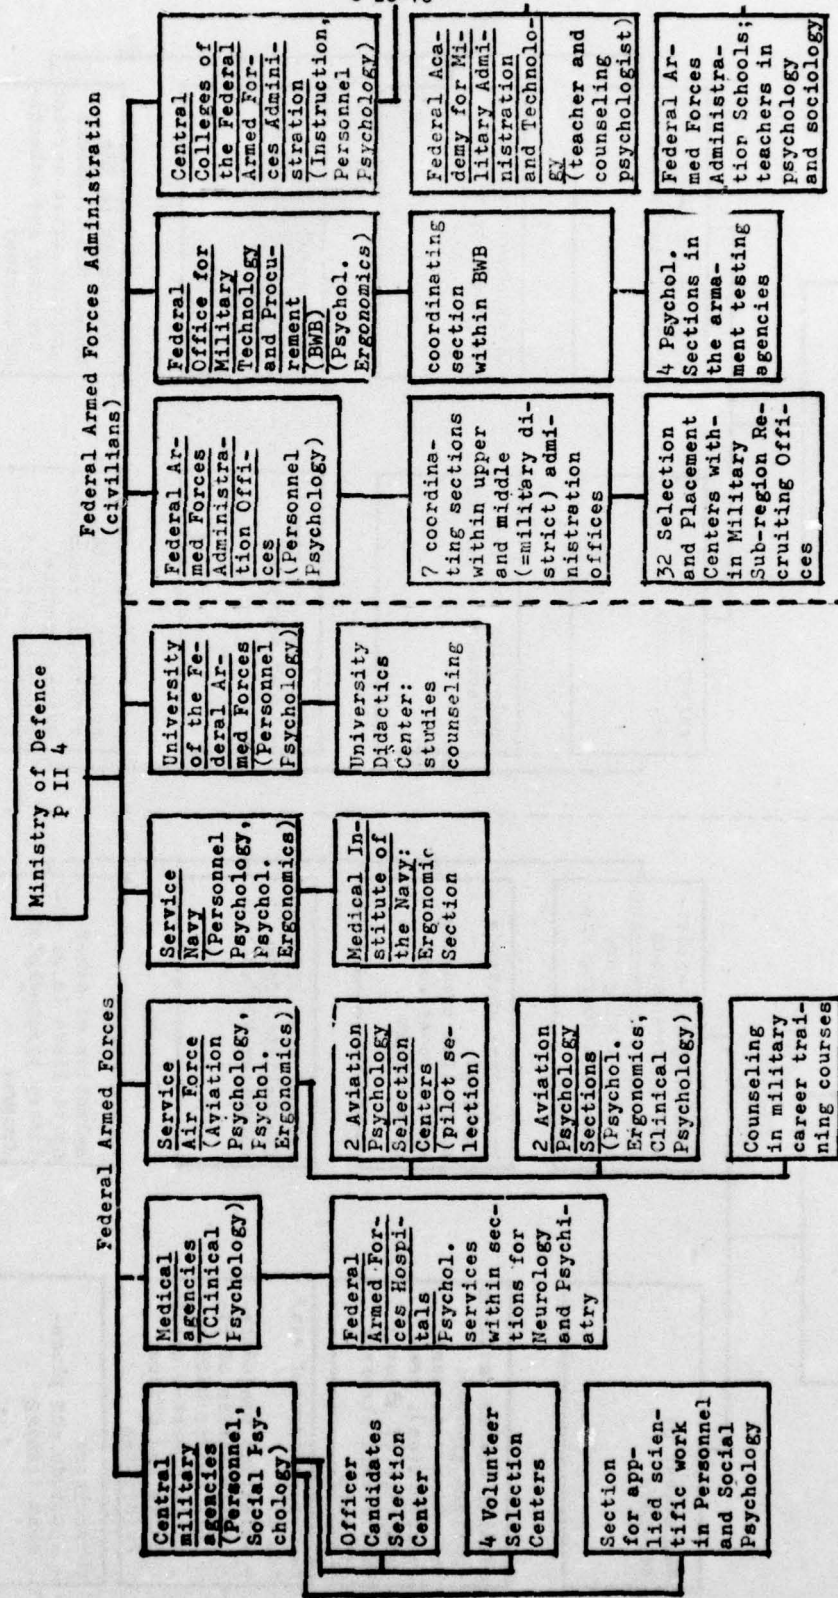 Ministry of Defence
P II 4
Federal Armed Forces
Federal Armed Forces Administration
(civilians)
Central
military
agencies
(Personnel,
Social Psy-
chology)
Medical
agencies
(Clinical
Psychology)
Service
Air Force
(Aviation
Psychology,
Psychol.
Ergonomics)
Service
Navy
(Personnel
Psychology,
Psychol.
Ergonomics)
University
of the Fe-
deral Ar-
med Forces
(Personnel
Psychology)
Federal Ar-
med Forces
Administra-
tion Offi-
ces
(Personnel
Psychology)
Federal
Office for
Military
Technology
and Procu-
rement
(BWB)
(Psychol.
Ergonomics)
Central
Colleges of
the Federal
Armed For-
ces Admini-
stration
(Instruction,
Personnel
Psychology)
Officer
Candidates
Selection
Center
Federal
Armed For-
ces Hospi-
tals
Psychol.
services
within sec-
tions for
Neurology
and Psychi-
atry
2 Aviation
Psychology
Selection
Centers
(pilot se-
lection)
Medical In-
stitute of
the Navy:
Ergonomic
Section
University
Didactics
Center:
studies
counseling
7 coordina-
ting sections
within upper
and middle
(=military di-
strict) admi-
nistration
offices
coordinating
section
within BWB
Federal Aca-
demy for Mi-
litary Admi-
nistration
and Technolo-
gy
(teacher and
counseling
psychologist)
4 Volunteer
Selection
Centers
2 Aviation
Psychology
Sections
(Psychol.
Ergonomics,
Clinical
Psychology)
32 Selection
and Placement
Centers with-
in Military
Sub-region Re-
cruiting Offi-
ces
4 Psychol.
Sections in
the arma-
ment testing
agencies
Federal Ar-
med Forces
Administra-
tion Schools;
teachers in
psychology
and sociology
Section
for app-
lied scien-
tific work
in Personnel
and Social
Psychology
Counseling
in military
career trai-
ning courses